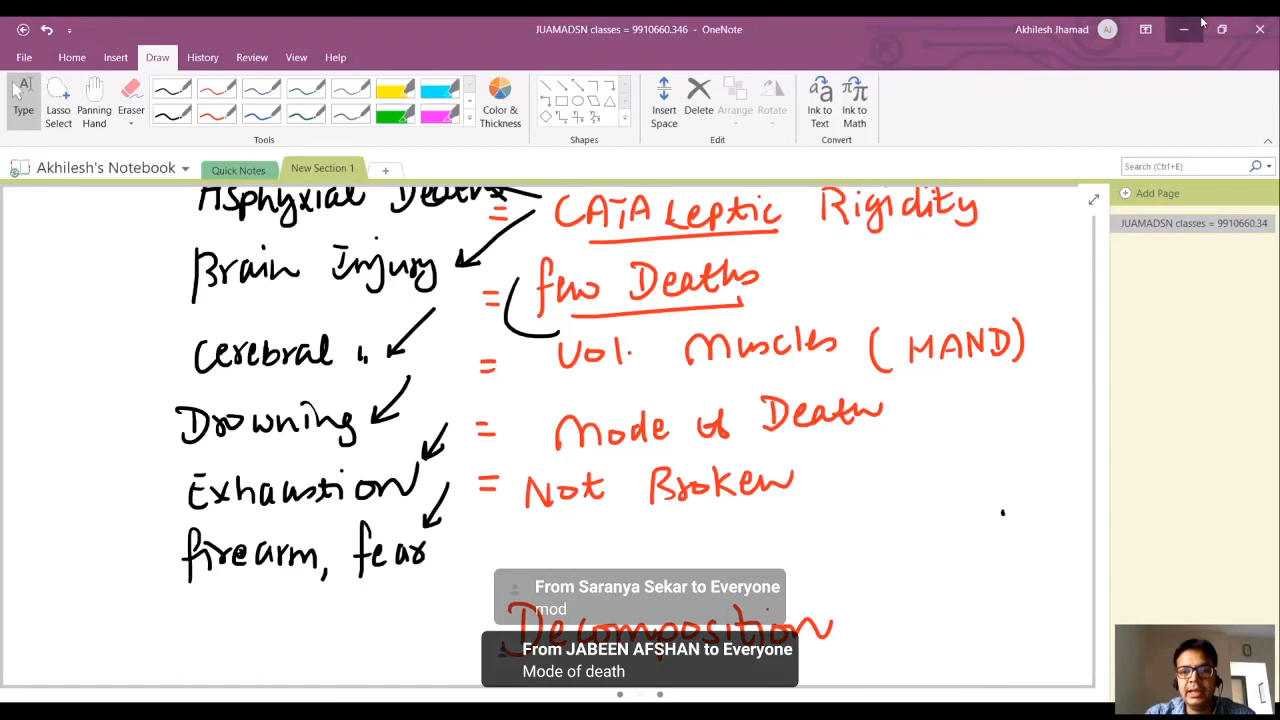 JUAMADSN classes = 9910660.346 - OneNote
Akhilesh Jhamad
AJ
File
Home
Insert
Draw
History
Review
View
Help
Type
Lasso Select
Panning Hand
Eraser
Color & Thickness
Insert Space
Delete
Arrange
Rotate
Ink to Text
Ink to Math
Tools
Shapes
Edit
Convert
Akhilesh's Notebook
Quick Notes
New Section 1
Search (Ctrl+E)
Add Page
JUAMADSN classes = 9910660.34
Asphyxial Deaths
= CATALeptic Rigidity
Brain Injury
= few Deaths
Cerebral "
= Vol. Muscles (HAND)
Drowning
= Mode of Death
Exhaustion
= Not Broken
firearm, fear
From Saranya Sekar to Everyone
mod
Decomposition
From JABEEN AFSHAN to Everyone
Mode of death